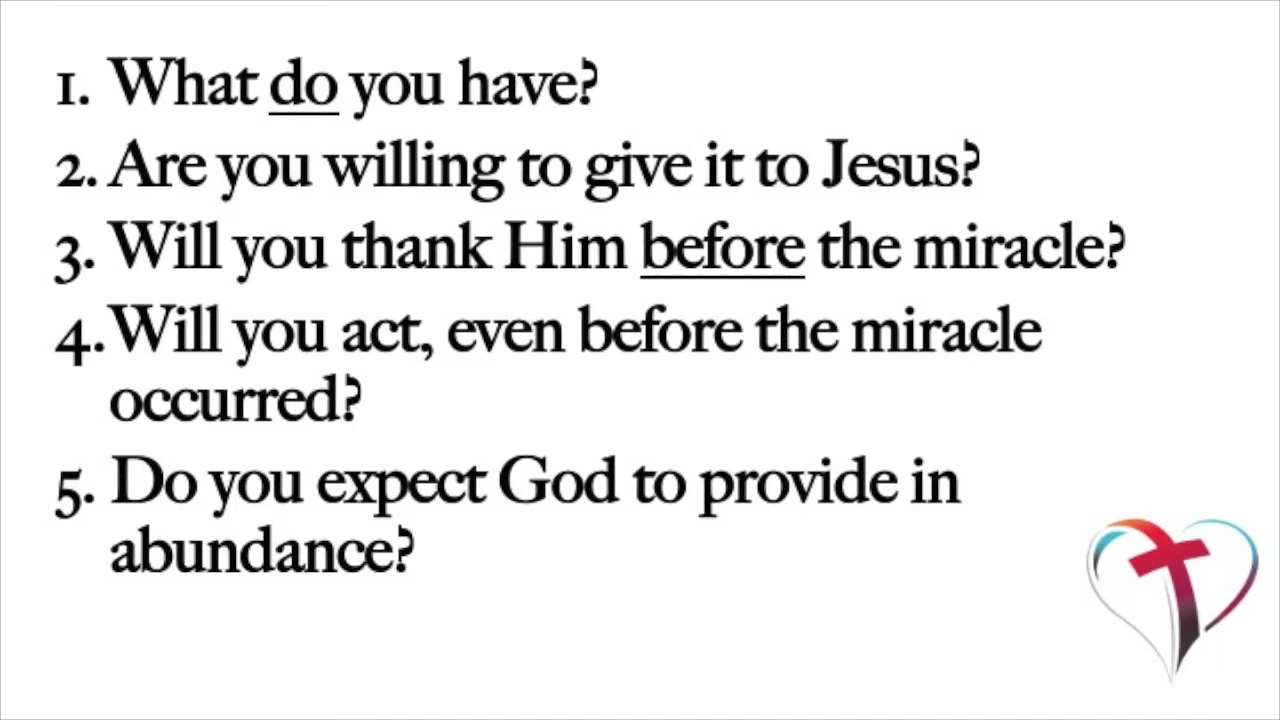 1. What do you have?
2. Are you willing to give it to Jesus?
3. Will you thank Him before the miracle?
4. Will you act, even before the miracle
occurred?
5. Do you expect God to provide in
abundance?